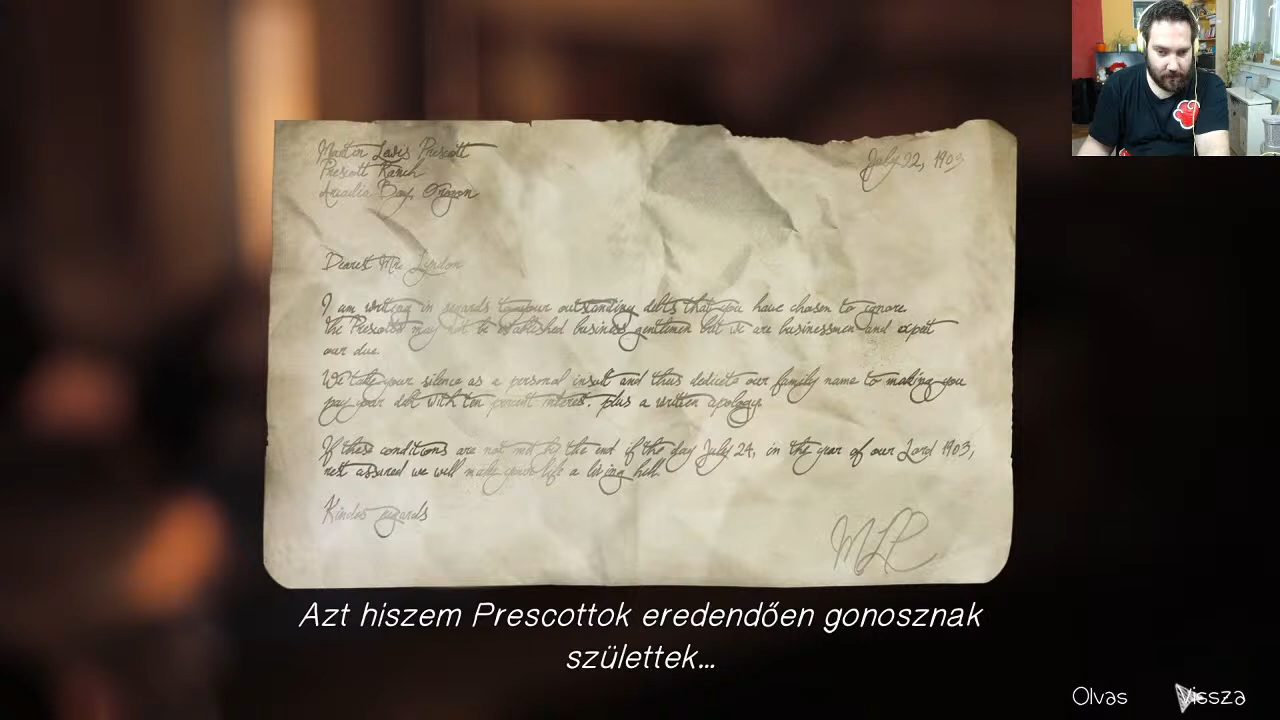 Martin Lewis Prescott
Prescott Ranch
Arcadia Bay, Oregon
July 22, 1903
Dearest Mr. Lyndon
I am writing in regards to your outstanding debts that you have chosen to ignore.
The Prescotts may not be established business gentlemen but we are businessmen and expect
our due.
We take your silence as a personal insult and thus dedicate our family name to making you
pay your debt with ten percent interest, plus a written apology.
If these conditions are not met by the end if the day July 24, in the year of our Lord 1903,
rest assured we will make your life a living hell.
Kindest regards
MLP
Azt hiszem Prescottok eredendően gonosznak
születtek...
Olvas
Vissza